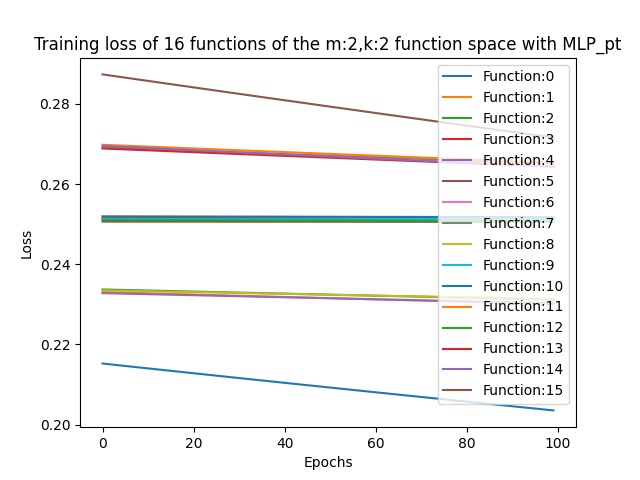 Training loss of 16 functions of the m:2,k:2 function space with MLP_pt
Loss
0.28
0.26
0.24
0.22
0.20
0
20
40
60
80
100
Epochs
Function:0
Function:1
Function:2
Function:3
Function:4
Function:5
Function:6
Function:7
Function:8
Function:9
Function:10
Function:11
Function:12
Function:13
Function:14
Function:15